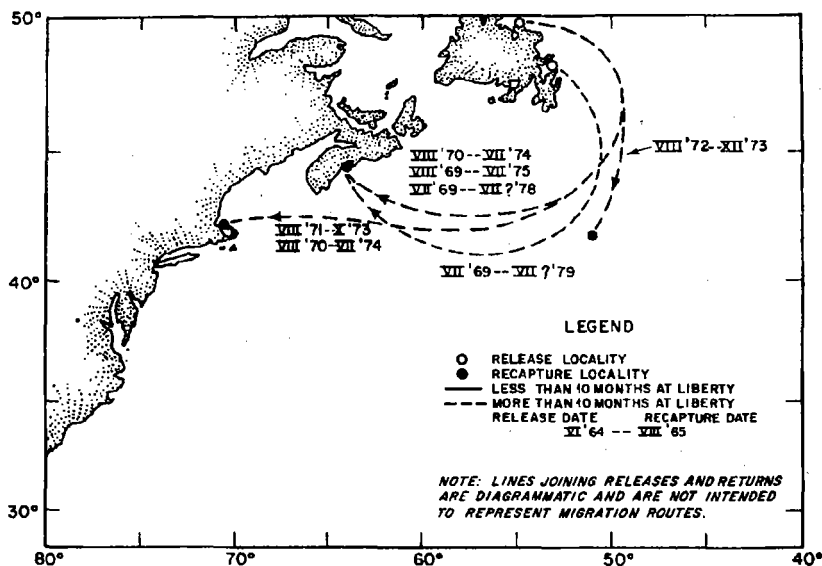 50°
VIII '72--XII '73
VIII '70--VII '74
VIII '69--VII '75
VII '69--VII ?'78
VIII '71-X '73
VIII '70-VII '74
40°
VII '69--VII ?'79
LEGEND
RELEASE LOCALITY
RECAPTURE LOCALITY
LESS THAN 10 MONTHS AT LIBERTY
MORE THAN 10 MONTHS AT LIBERTY
RELEASE DATE RECAPTURE DATE
VI '64 -- VIII '65
NOTE: LINES JOINING RELEASES AND RETURNS
ARE DIAGRAMMATIC AND ARE NOT INTENDED
TO REPRESENT MIGRATION ROUTES.
30°
80° 70° 60° 50° 40°